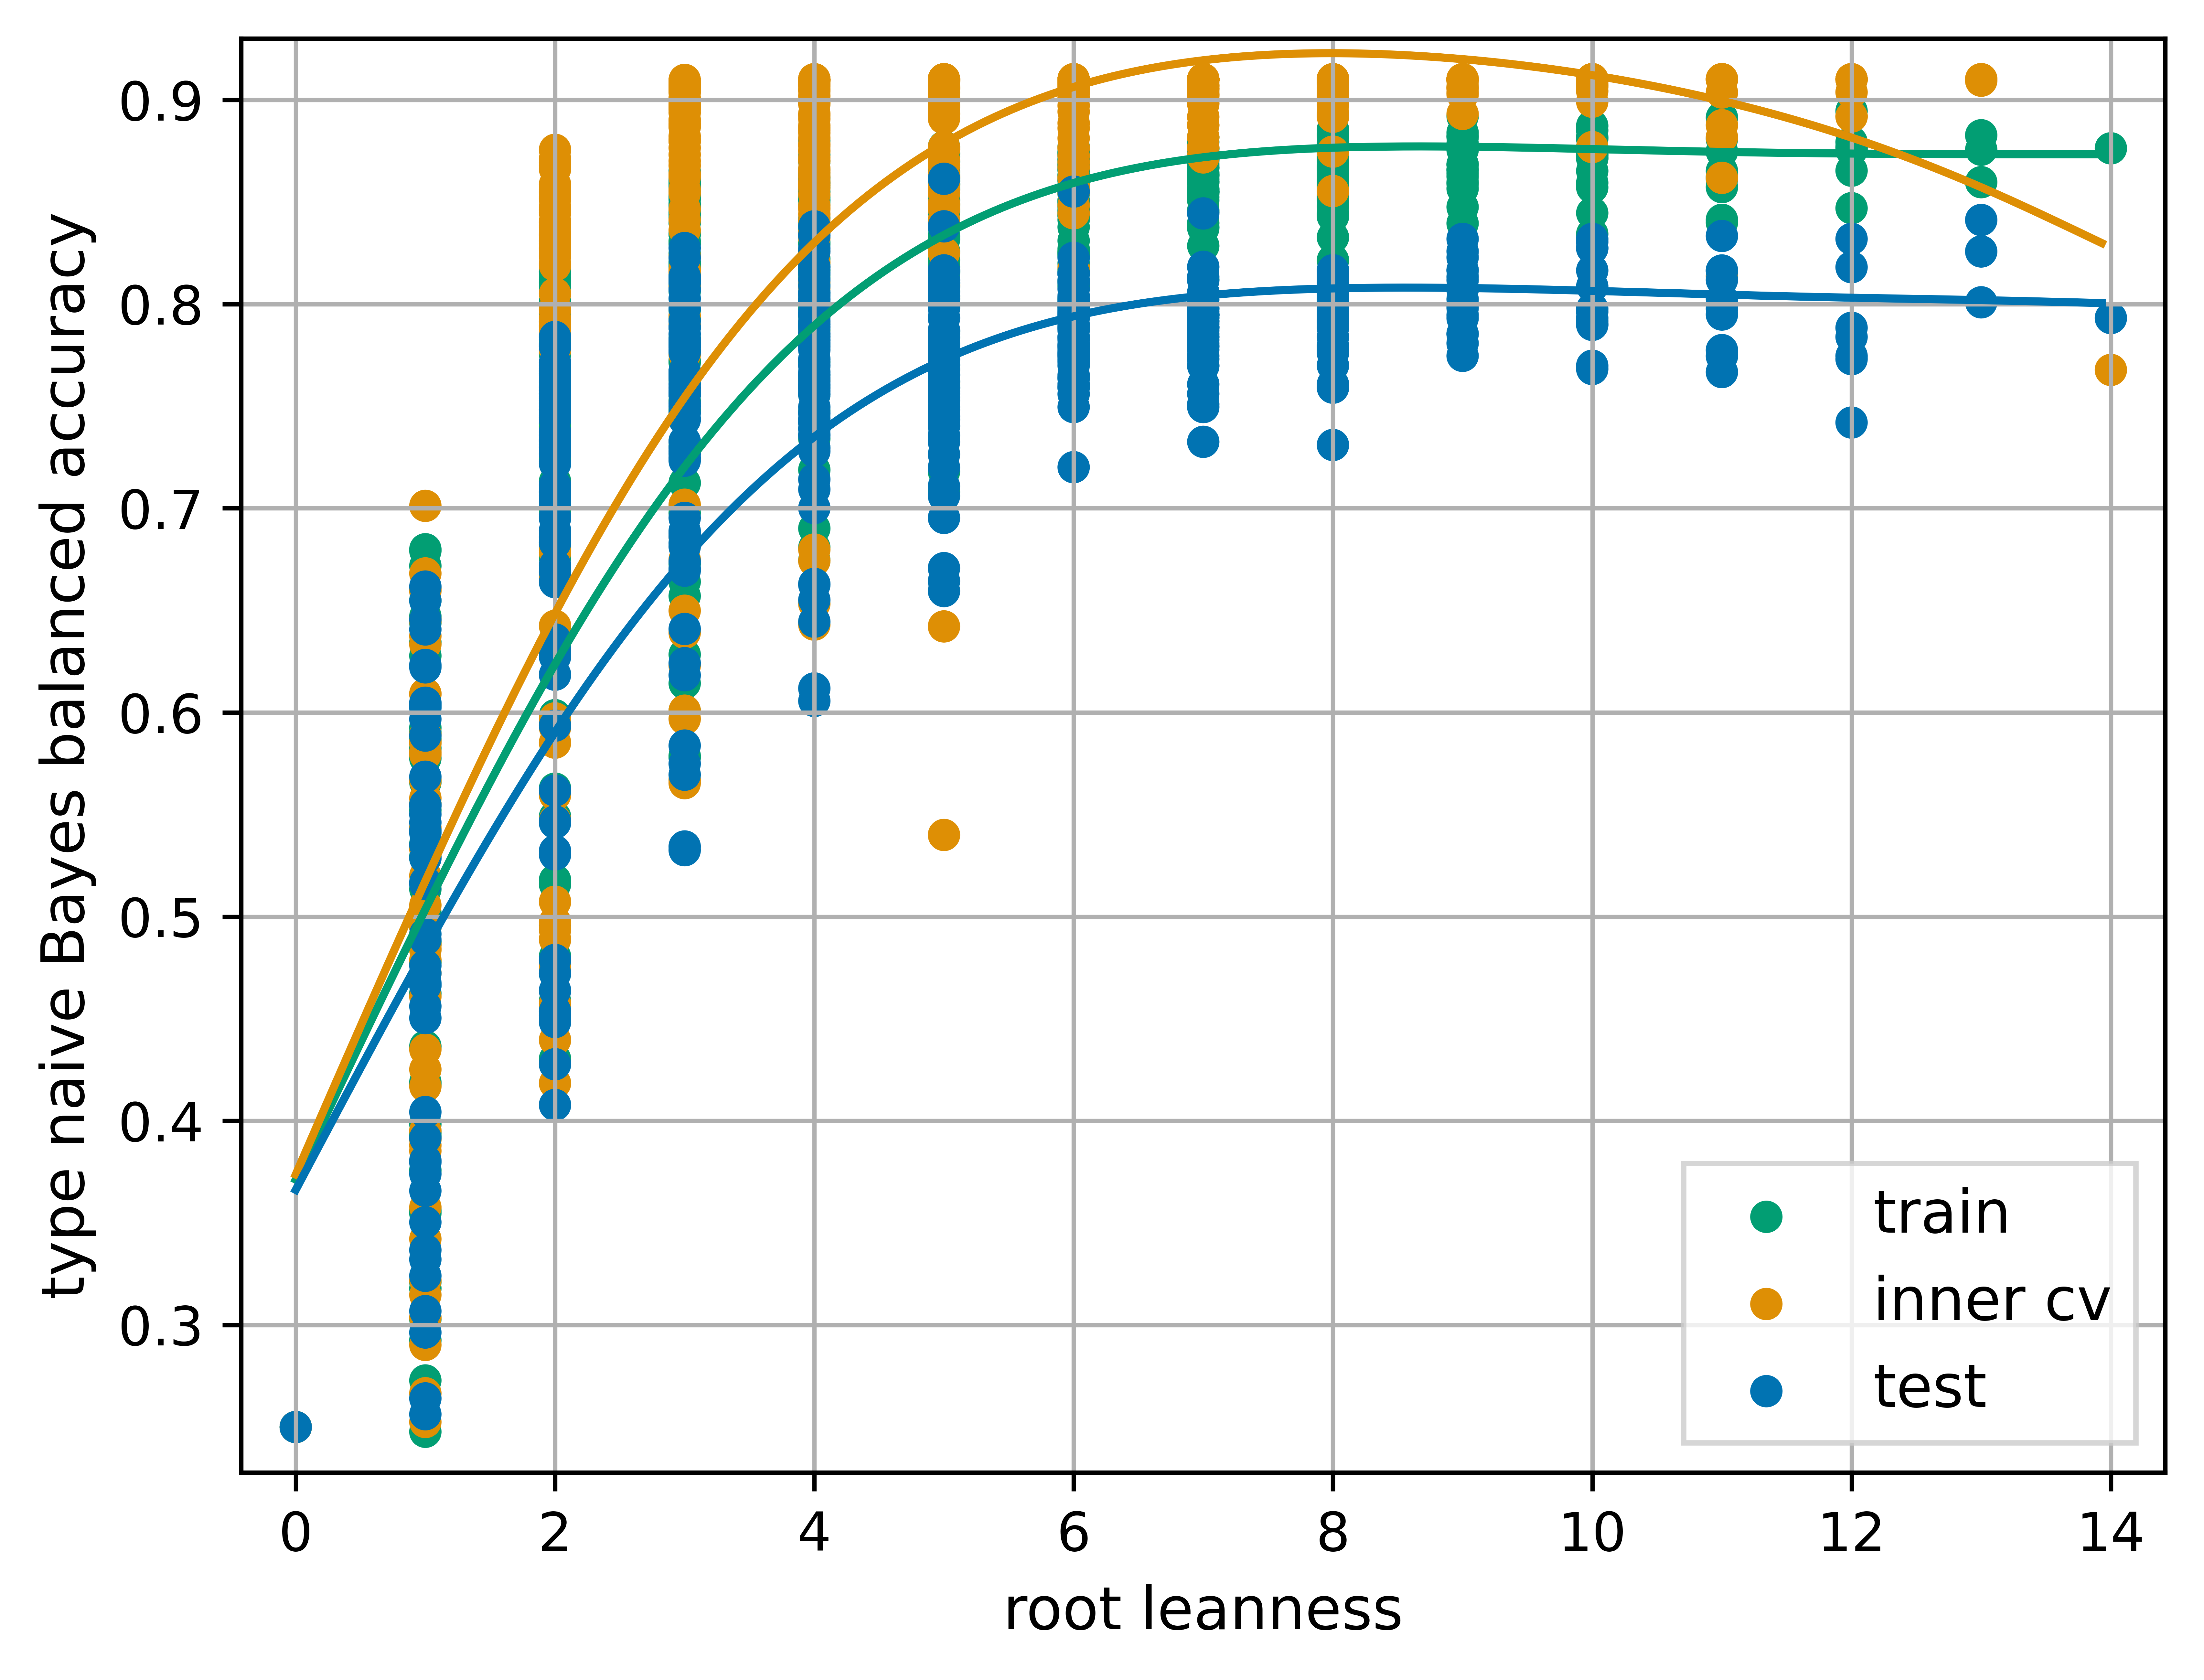 type naive Bayes balanced accuracy
0.9
0.8
0.7
0.6
0.5
0.4
0.3
train
inner cv
test
0 2 4 6 8 10 12 14
root leanness